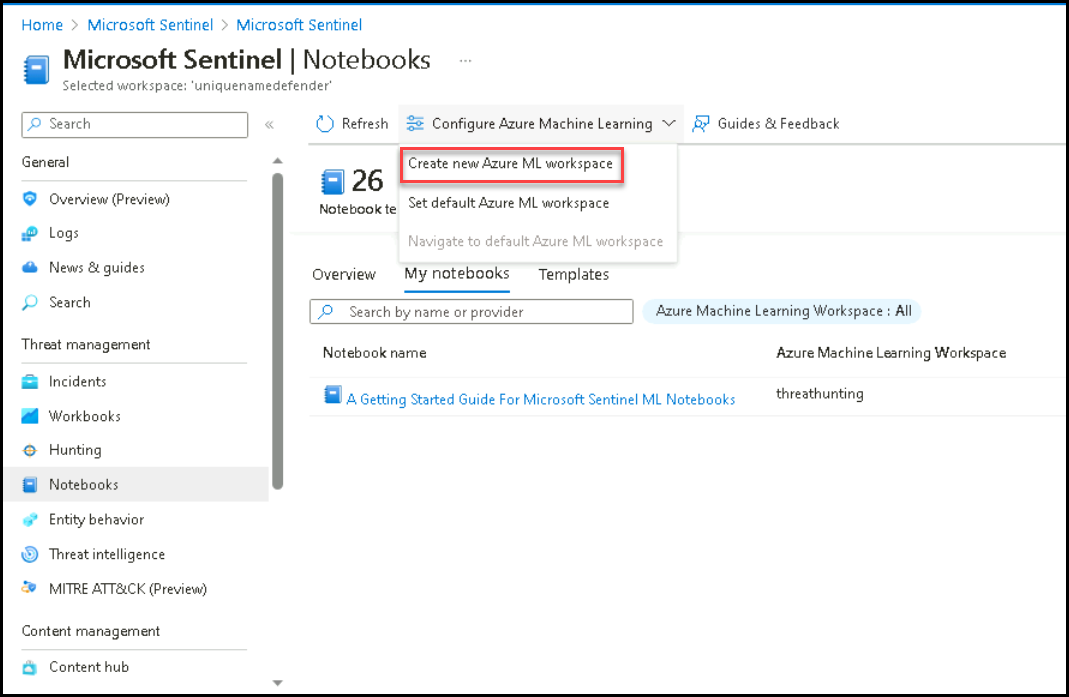 Home > Microsoft Sentinel > Microsoft Sentinel
Microsoft Sentinel | Notebooks ...
Selected workspace: 'uniquenamedefender'
Search «
Refresh Configure Azure Machine Learning Guides & Feedback
General
Overview (Preview)
Logs
News & guides
Search
Threat management
Incidents
Workbooks
Hunting
Notebooks
Entity behavior
Threat intelligence
MITRE ATT&CK (Preview)
Content management
Content hub
Create new Azure ML workspace
Set default Azure ML workspace
Navigate to default Azure ML workspace
26
Notebook te
Overview My notebooks Templates
Search by name or provider Azure Machine Learning Workspace : All
Notebook name Azure Machine Learning Workspace
A Getting Started Guide For Microsoft Sentinel ML Notebooks threathunting